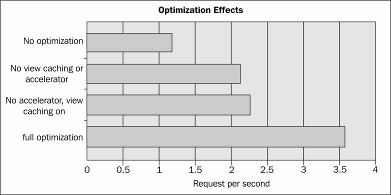 Optimization Effects
No optimization
No view caching or
accelerator
No accelerator, view
caching on
full optimization
0 0.5 1 1.5 2 2.5 3 3.5 4
Request per second